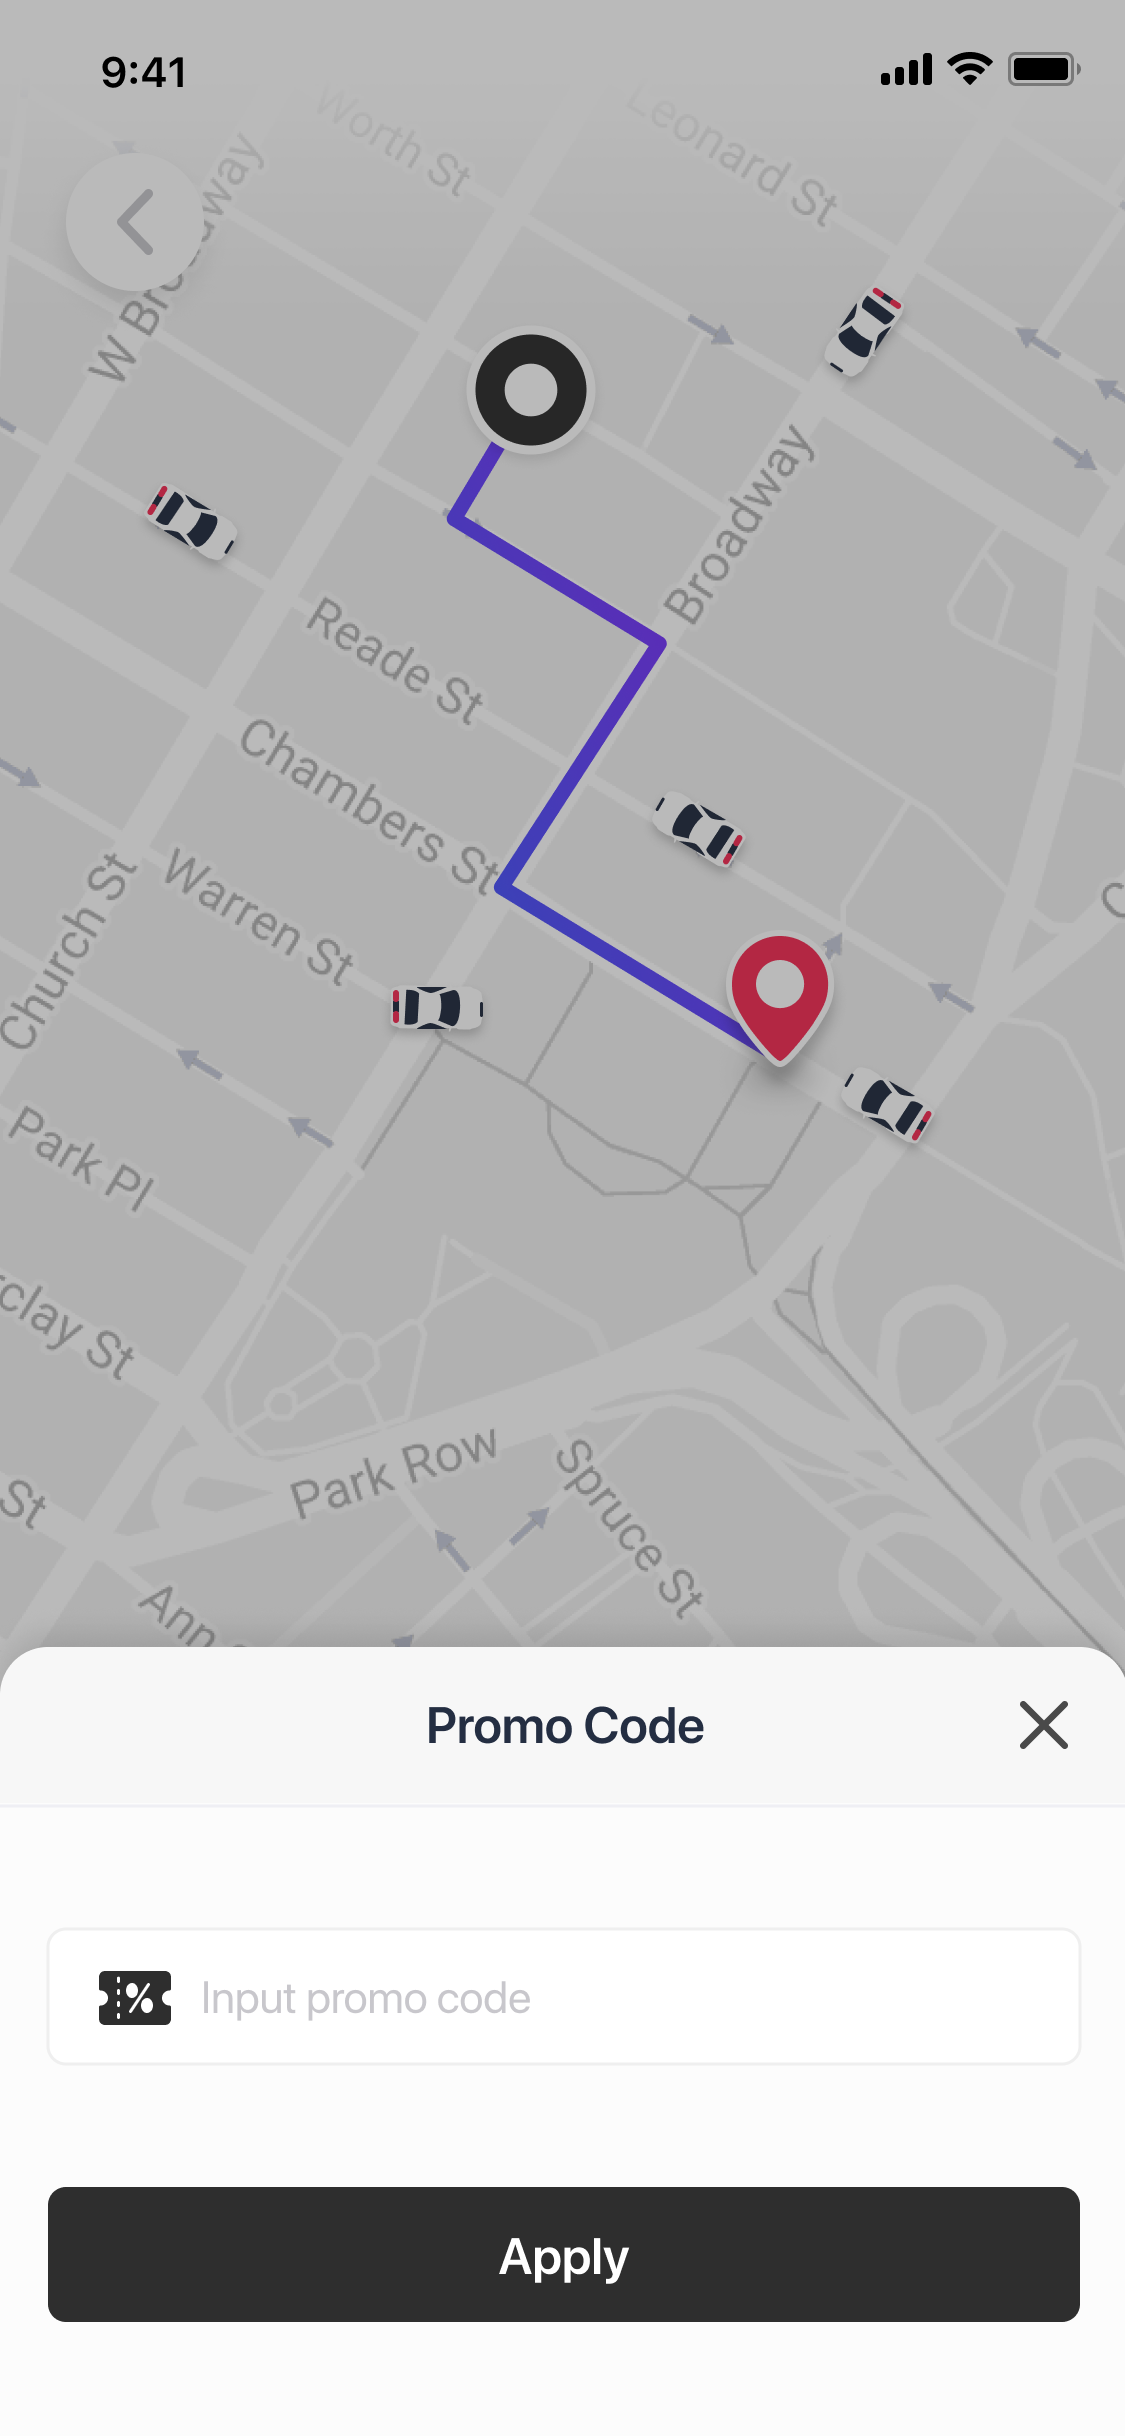 9:41
Worth St
Leonard St
W Broadway
Broadway
Reade St
Chambers St
Warren St
Church St
Park Pl
rclay St
Park Row
Spruce St
St
Ann
Promo Code
%
Input promo code
Apply